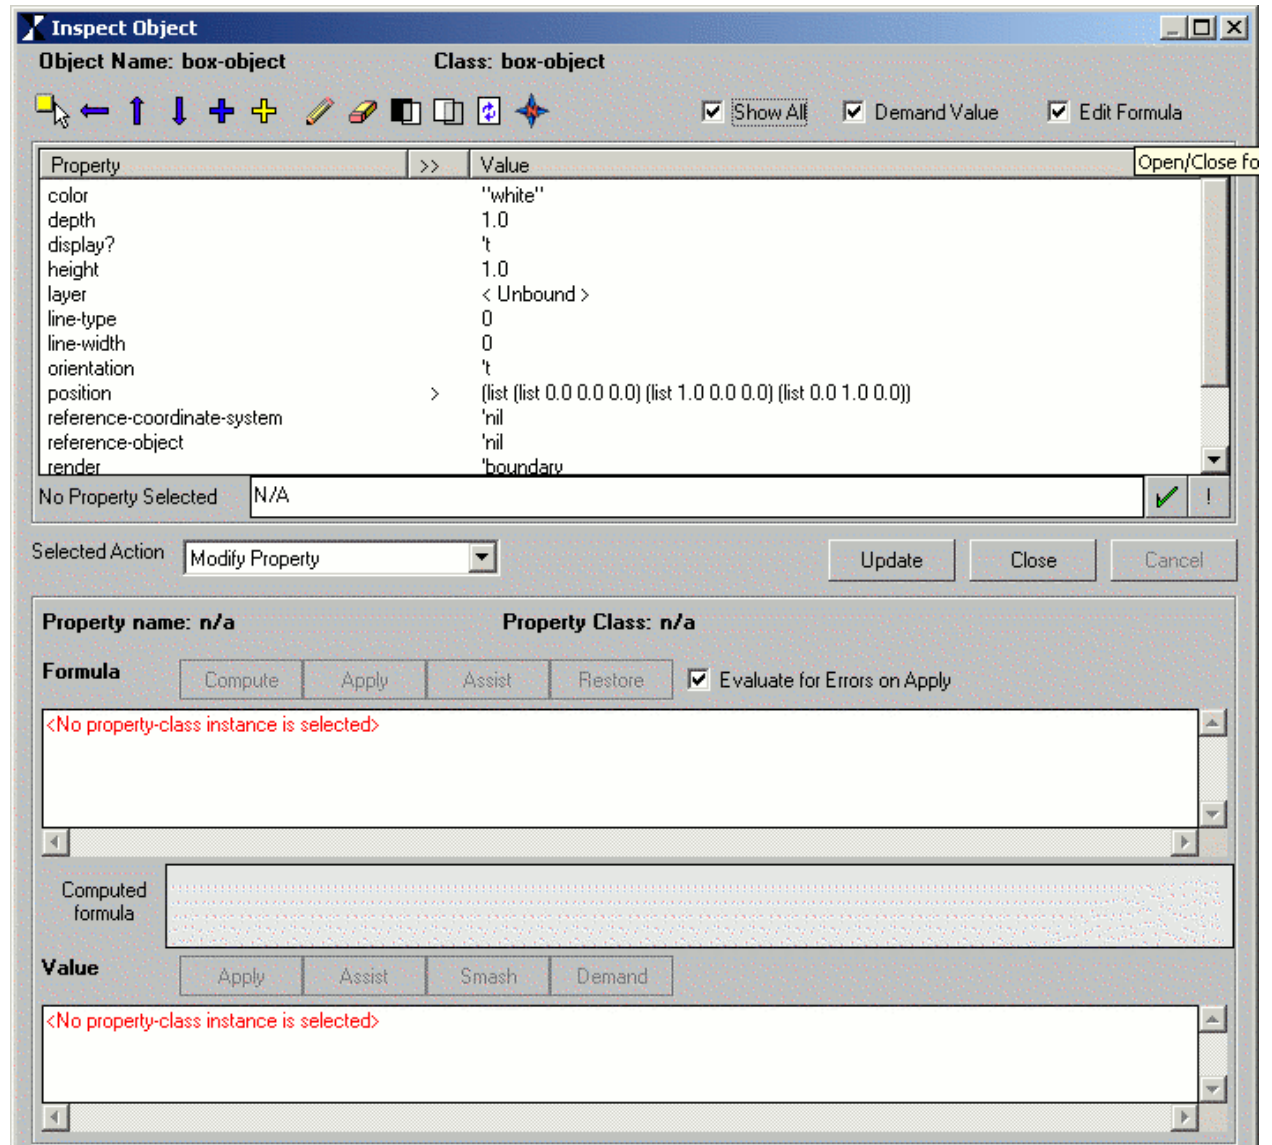 Inspect Object
Object Name: box-object Class: box-object
Show All Demand Value Edit Formula
Property >> Value
Open/Close fo
color "white"
depth 1.0
display? 't
height 1.0
layer < Unbound >
line-type 0
line-width 0
orientation 't
position > (list (list 0.0 0.0 0.0) (list 1.0 0.0 0.0) (list 0.0 1.0 0.0))
reference-coordinate-system 'nil
reference-object 'nil
render 'boundary
No Property Selected N/A !
Selected Action Modify Property Update Close Cancel
Property name: n/a Property Class: n/a
Formula Compute Apply Assist Restore Evaluate for Errors on Apply
<No property-class instance is selected>
Computed
formula
Value Apply Assist Smash Demand
<No property-class instance is selected>